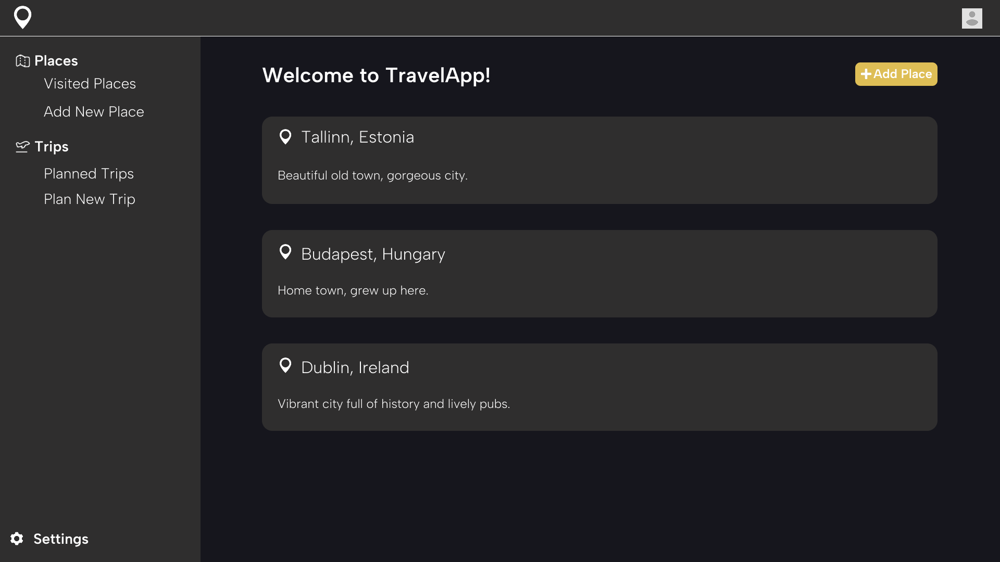 Places
Visited Places
Add New Place
Trips
Planned Trips
Plan New Trip
Settings
Welcome to TravelApp!
Add Place
Tallinn, Estonia
Beautiful old town, gorgeous city.
Budapest, Hungary
Home town, grew up here.
Dublin, Ireland
Vibrant city full of history and lively pubs.